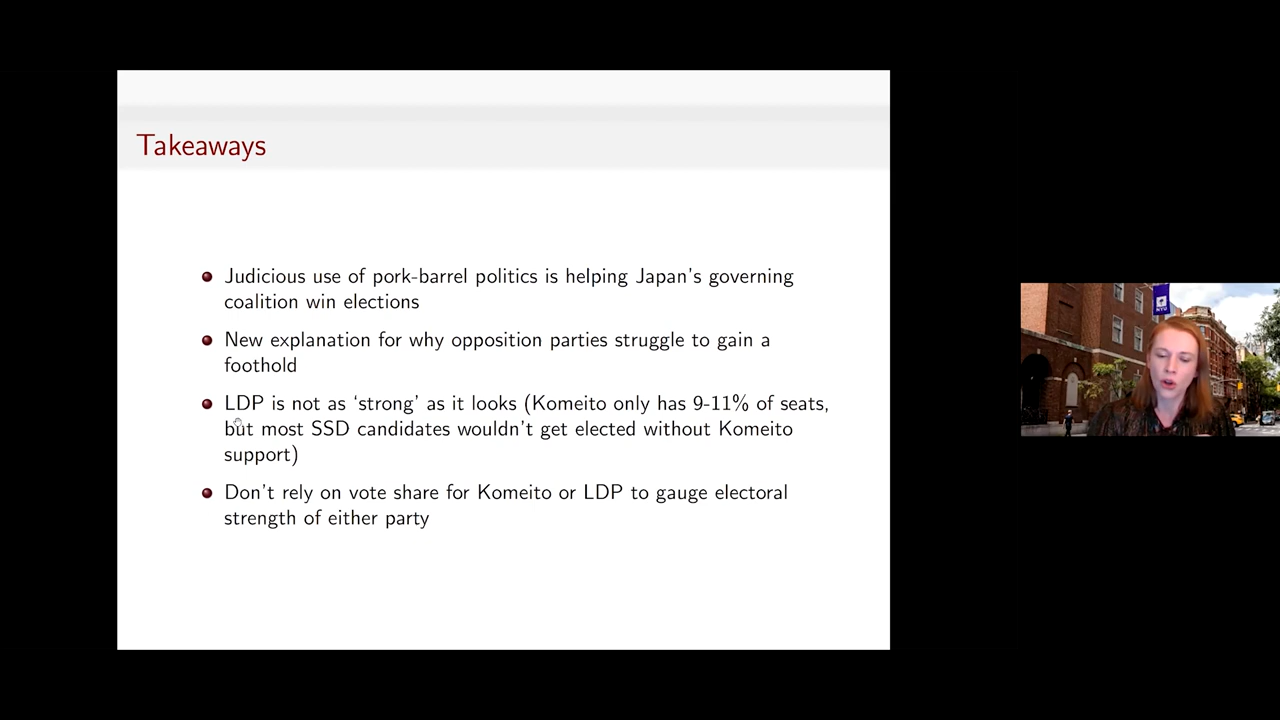 Takeaways
Judicious use of pork-barrel politics is helping Japan's governing
coalition win elections
New explanation for why opposition parties struggle to gain a
foothold
LDP is not as ‘strong’ as it looks (Komeito only has 9-11% of seats,
but most SSD candidates wouldn't get elected without Komeito
support)
Don't rely on vote share for Komeito or LDP to gauge electoral
strength of either party
NYU